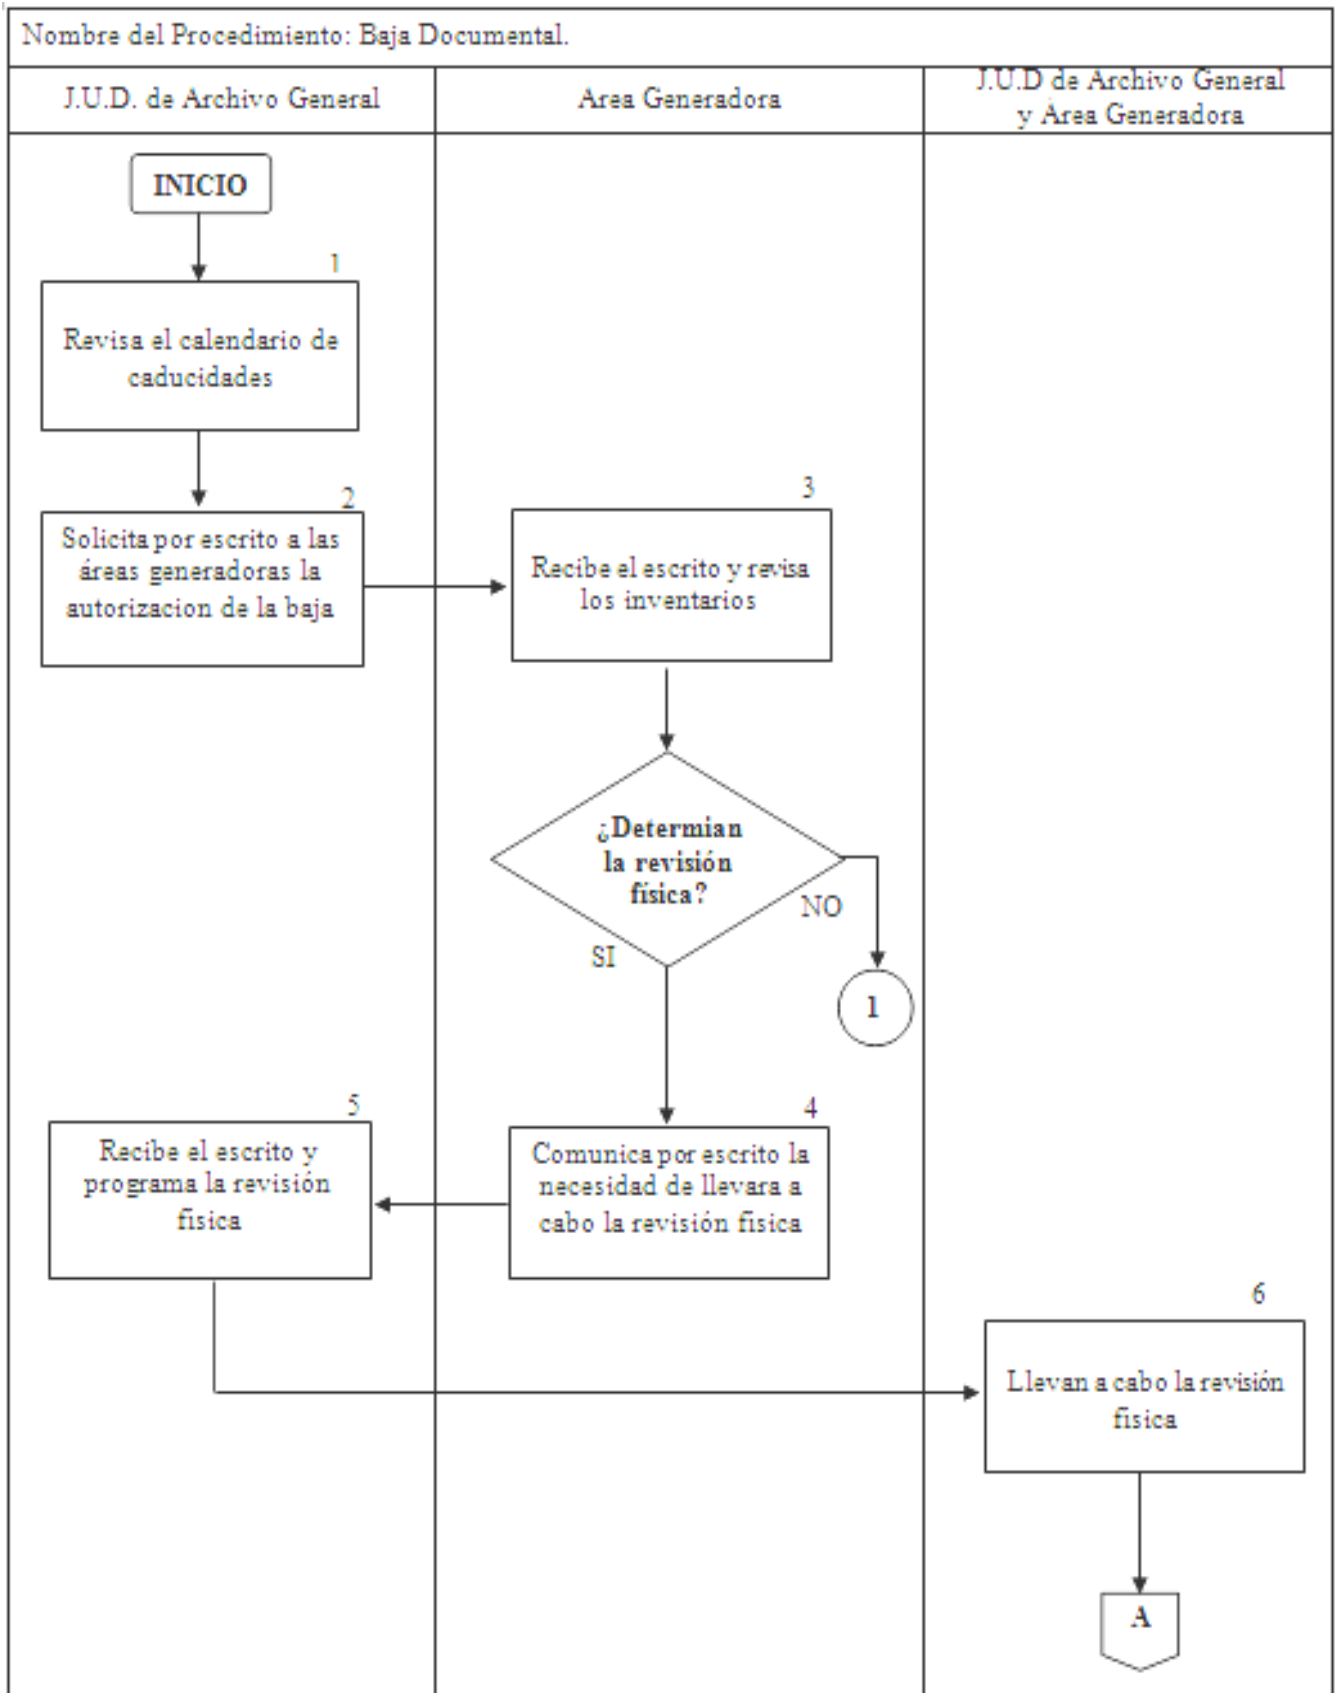 Nombre del Procedimiento: Baja Documental.
J.U.D. de Archivo General
Area Generadora
J.U.D de Archivo General
y Area Generadora
INICIO
1
Revisa el calendario de
caducidades
2
Solicita por escrito a las
áreas generadoras la
autorizacion de la baja
3
Recibe el escrito y revisa
los inventarios
¿Determian
la revisión
física?
NO
SI
1
4
Comunica por escrito la
necesidad de llevara a
cabo la revisión fisica
5
Recibe el escrito y
programa la revisión
fisica
6
Llevan a cabo la revisión
fisica
A